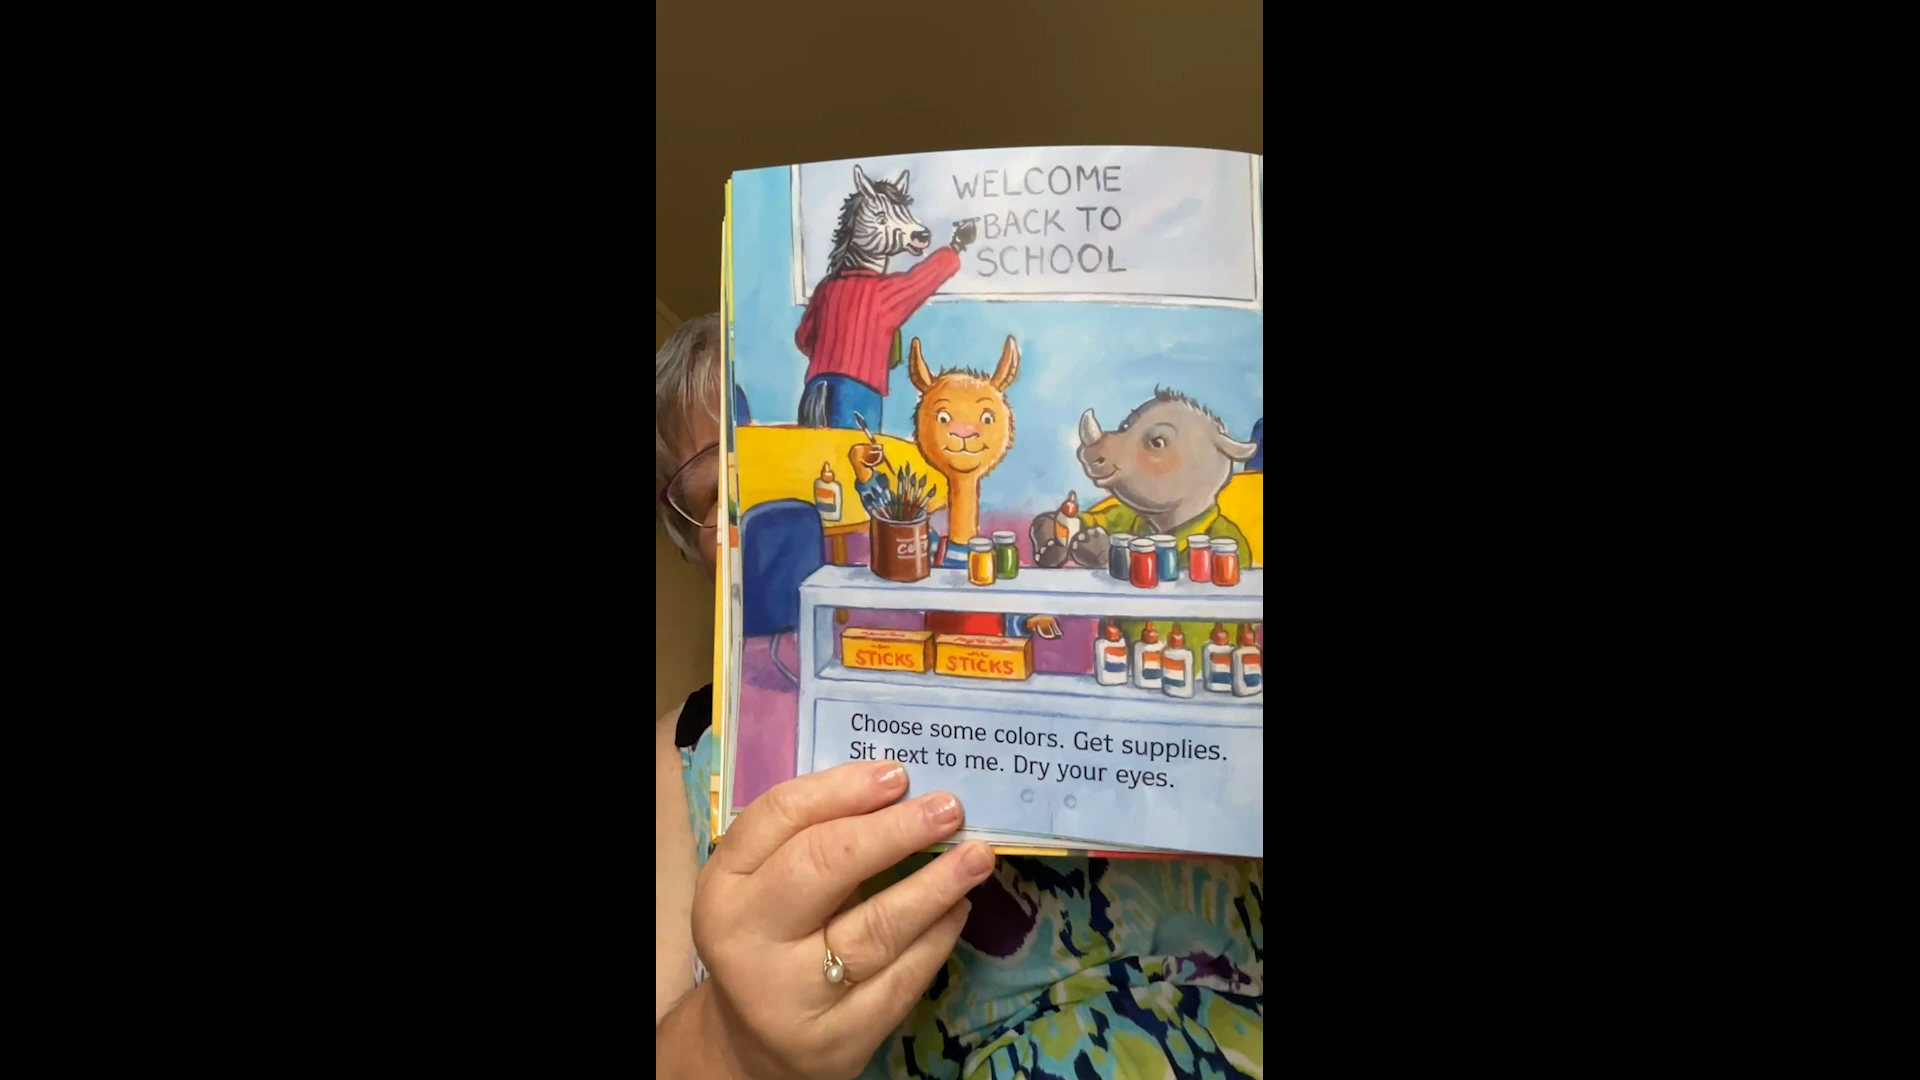 WELCOME
BACK TO
SCHOOL
STICKS
STICKS
Choose some colors. Get supplies.
Sit next to me. Dry your eyes.